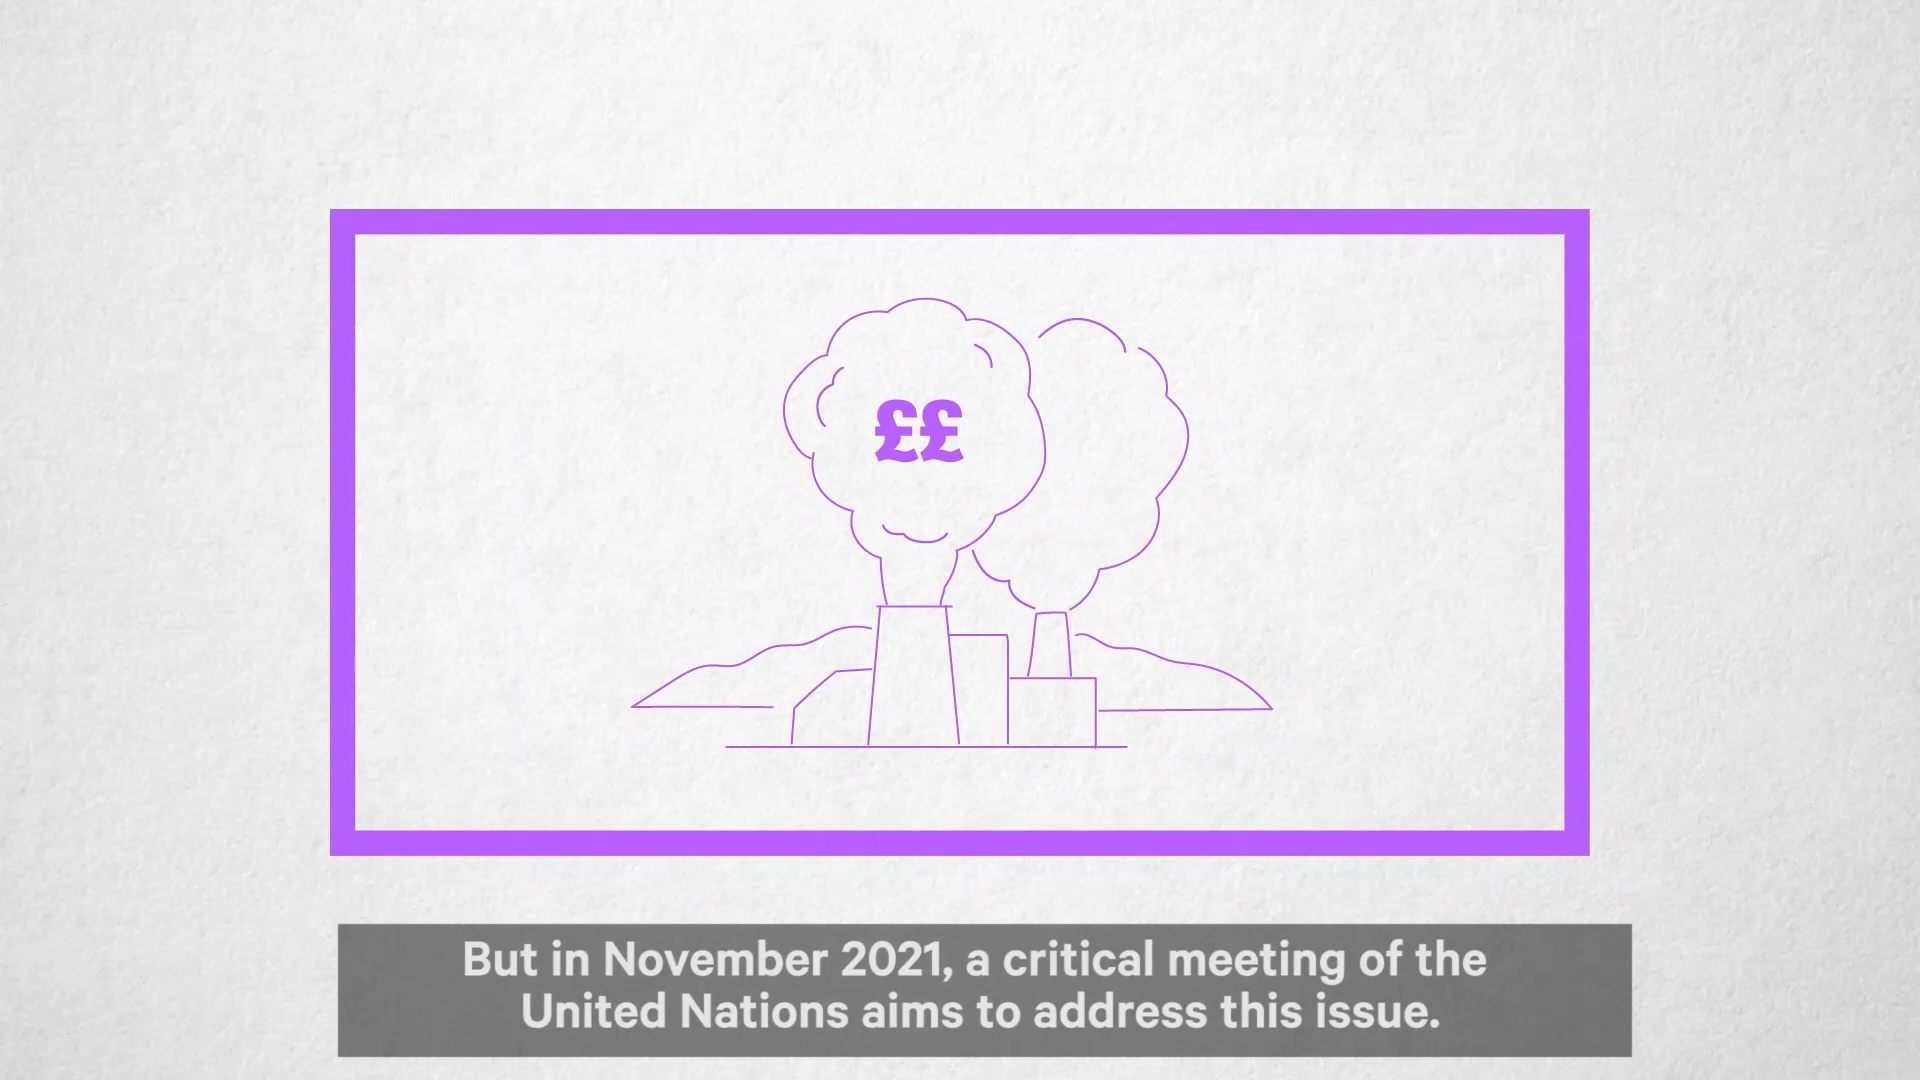 ££
But in November 2021, a critical meeting of the
United Nations aims to address this issue.